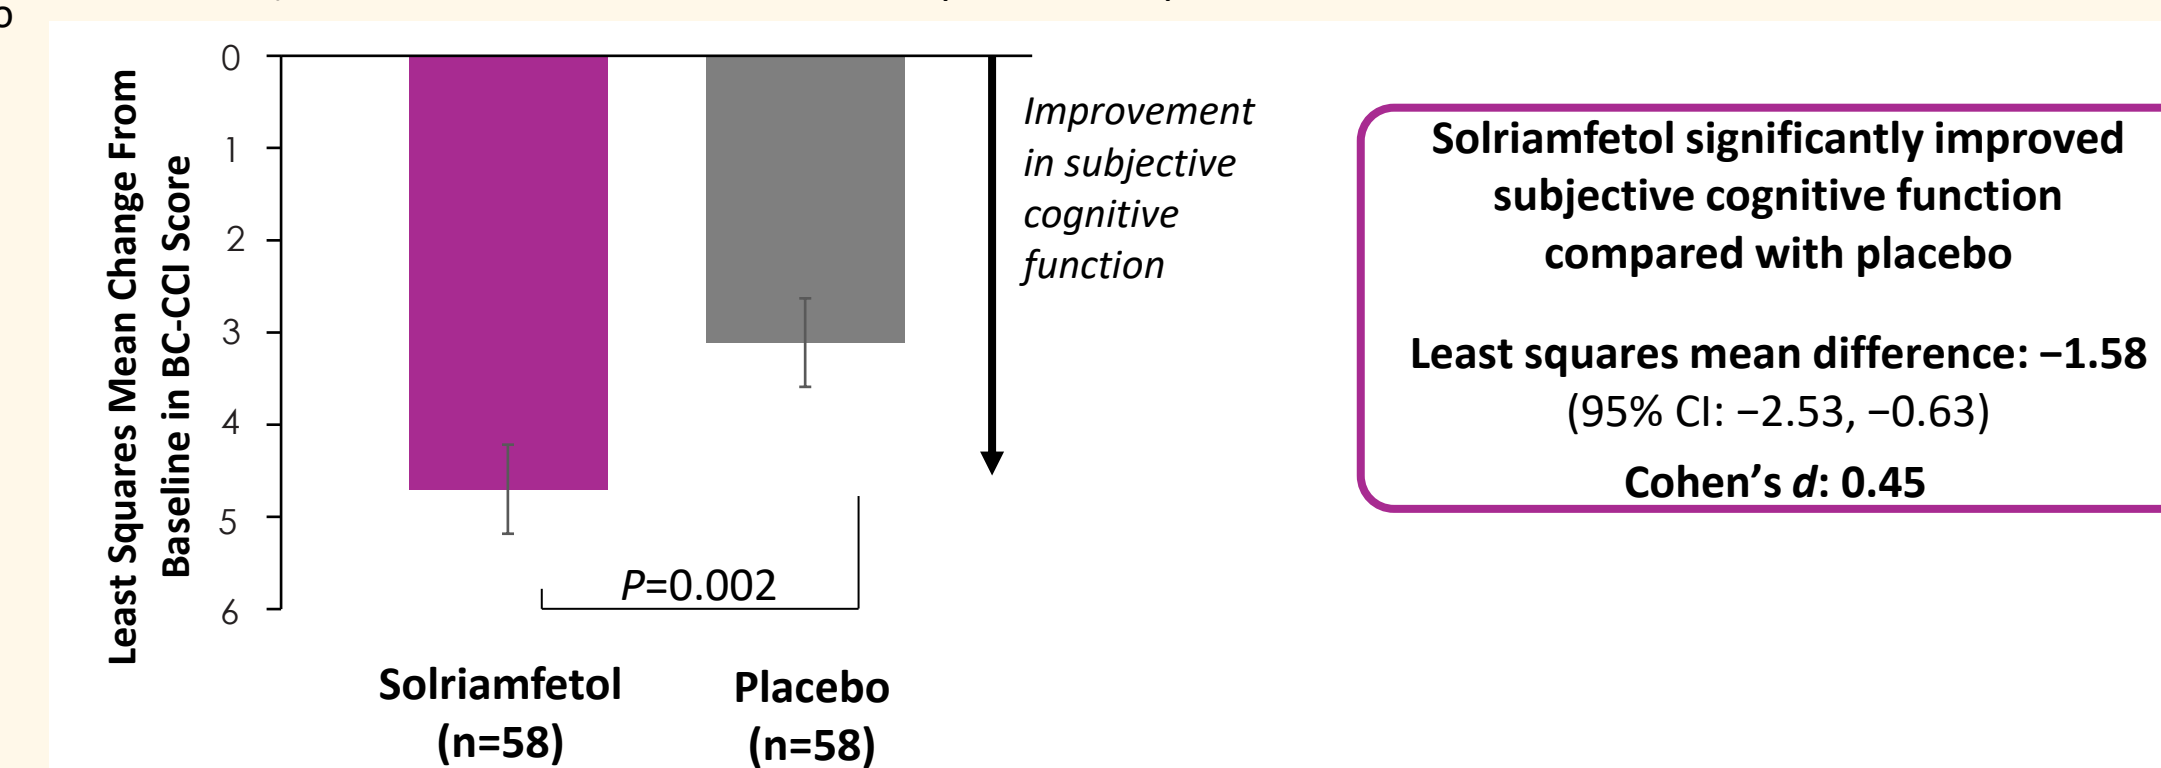 0
1
2
3
4
5
6
Least Squares Mean Change From
Baseline in BC-CCI Score
Improvement
in subjective
cognitive
function
P=0.002
Solriamfetol
(n=58)
Placebo
(n=58)
Solriamfetol significantly improved
subjective cognitive function
compared with placebo
Least squares mean difference: −1.58
(95% CI: −2.53, −0.63)
Cohen’s d: 0.45